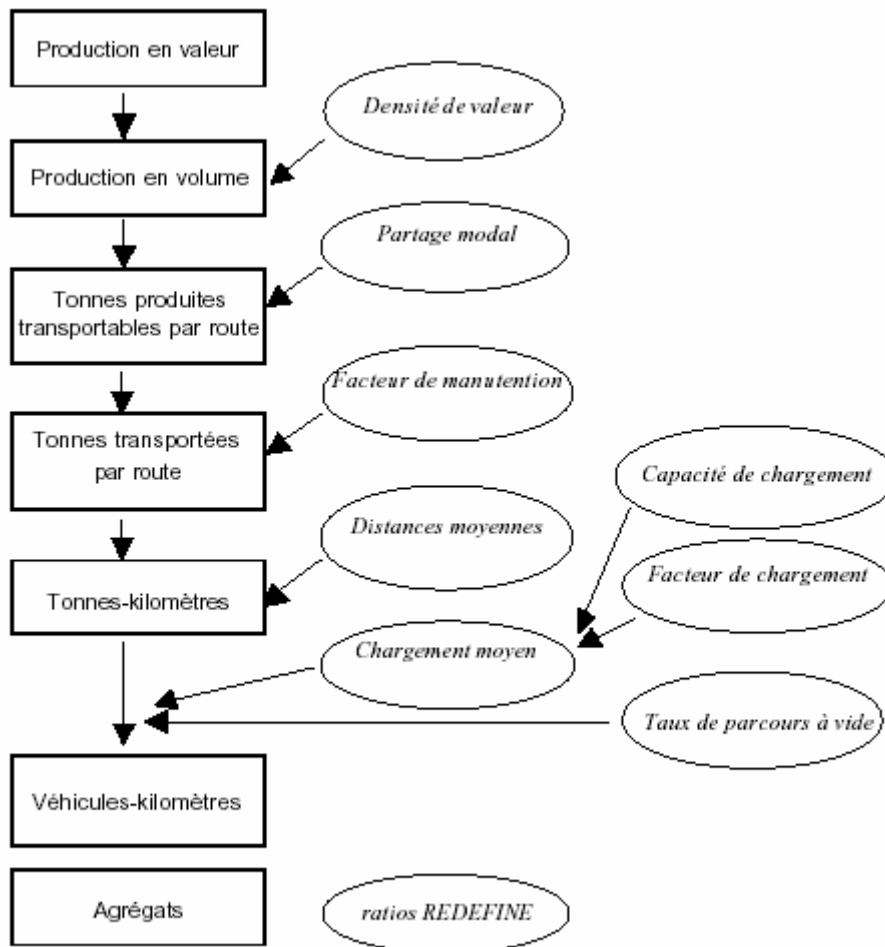 Production en valeur
Densité de valeur
Production en volume
Partage modal
Tonnes produites
transportables par route
Facteur de manutention
Tonnes transportées
par route
Capacité de chargement
Distances moyennes
Facteur de chargement
Tonnes-kilomètres
Chargement moyen
Taux de parcours à vide
Véhicules-kilomètres
Agrégats
ratios REDEFINE